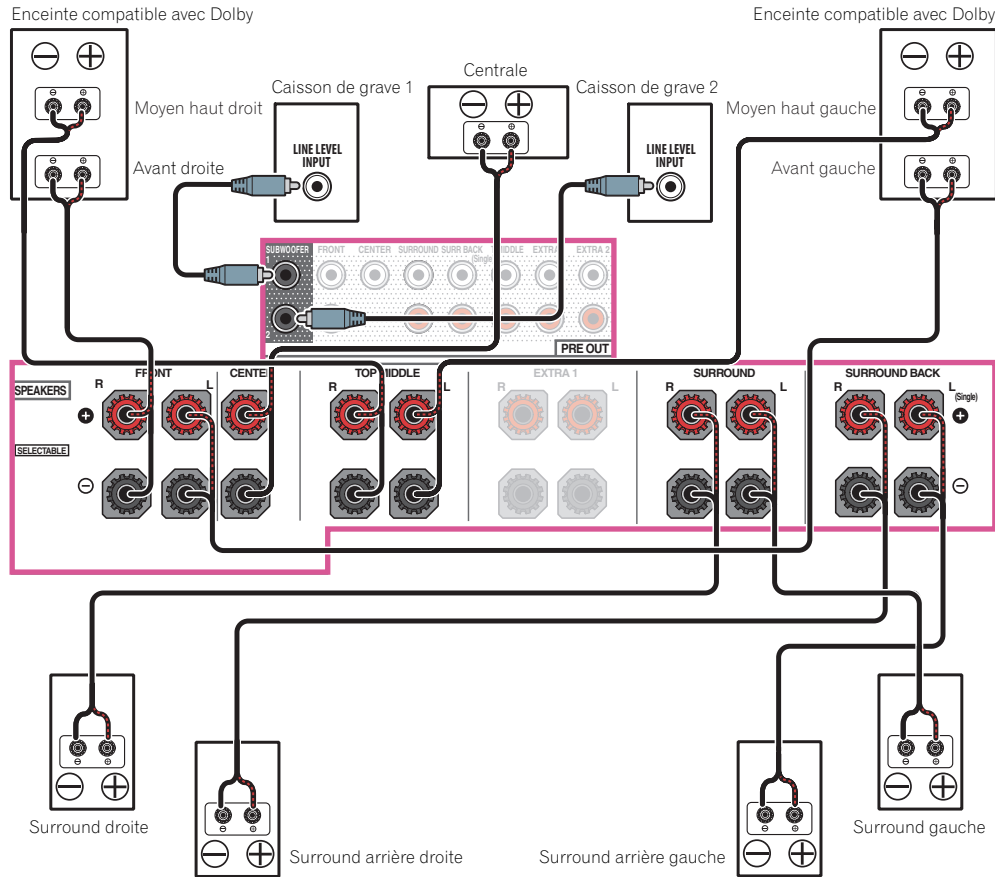 Enceinte compatible avec Dolby
Enceinte compatible avec Dolby
Centrale
Caisson de grave 1
Caisson de grave 2
Moyen haut droit
Moyen haut gauche
LINE LEVEL
INPUT
LINE LEVEL
INPUT
Avant droite
Avant gauche
SUBWOOFER FRONT CENTER SURROUND SURR BACK MIDDLE EXTRA EXTRA 2
1
(Single
2
PRE OUT
SPEAKERS
FRONT CENTER TOP MIDDLE EXTRA 1 SURROUND SURROUND BACK
R L R L R L R L R L
(Single)
SELECTABLE
Surround droite
Surround gauche
Surround arrière droite
Surround arrière gauche